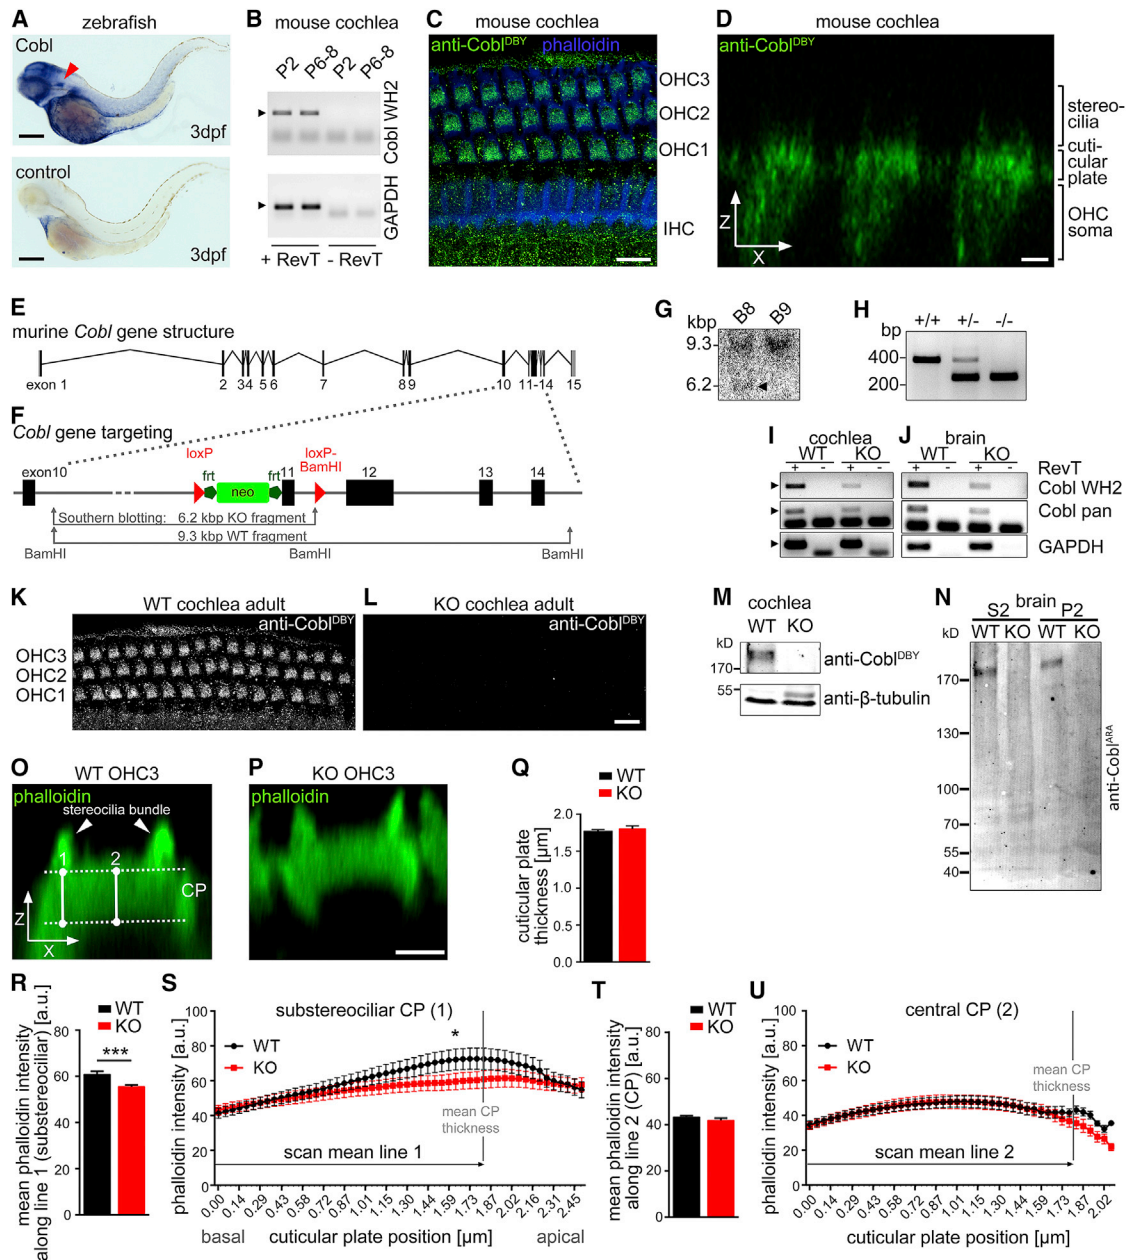 A zebrafish
Cobl
3dpf
control
3dpf
B mouse cochlea
P2 P6-8 P2 P6-8
Cobl WH2
GAPDH
+ RevT - RevT
C mouse cochlea
anti-CoblDBY phalloidin
OHC3
OHC2
OHC1
IHC
D mouse cochlea
anti-CoblDBY
stereo-
cilia
cuti-
cular
plate
OHC
soma
Z
X
E
murine Cobl gene structure
exon 1 2 3 4 5 6 7 8 9 10 11 - 14 15
F
Cobl gene targeting
exon10 loxP frt neo frt 11 loxP-
BamHI 12 13 14
Southern blotting: 6.2 kbp KO fragment
9.3 kbp WT fragment
BamHI BamHI BamHI
G
kbp B8 B9
9.3
6.2
H
bp +/+ +/- -/-
400
200
I cochlea
WT KO
+ - + -
J brain
WT KO
+ - + -
RevT
Cobl WH2
Cobl pan
GAPDH
K WT cochlea adult
anti-CoblDBY
OHC3
OHC2
OHC1
L KO cochlea adult
anti-CoblDBY
M cochlea
kD WT KO
170
anti-CoblDBY
55
anti-β-tubulin
N brain
S2 P2
kD WT KO WT KO
170
130
100
70
55
40
anti-CoblARA
O WT OHC3
phalloidin
stereocilia bundle
1 2
CP
Z
X
P KO OHC3
phalloidin
Q
WT
KO
cuticular plate
thickness [µm]
2.0
1.5
1.0
0.5
0.0
R
WT
KO
mean phalloidin intensity
along line 1 (substereociliar) [a.u.]
80
60
40
20
0
***
S substereociliar CP (1)
phalloidin intensity [a.u.]
100
80
60
40
20
0
WT
KO
*
mean CP
thickness
scan mean line 1
0.00 0.14 0.29 0.43 0.58 0.72 0.87 1.01 1.15 1.30 1.44 1.59 1.73 1.87 2.02 2.16 2.31 2.45
basal cuticular plate position [µm] apical
T
WT
KO
mean phalloidin intensity
along line 2 (CP) [a.u.]
80
60
40
20
0
U central CP (2)
phalloidin intensity [a.u.]
100
80
60
40
20
0
WT
KO
mean CP
thickness
scan mean line 2
0.00 0.14 0.29 0.43 0.58 0.72 0.87 1.01 1.15 1.30 1.44 1.59 1.73 1.87 2.02
cuticular plate position [µm]